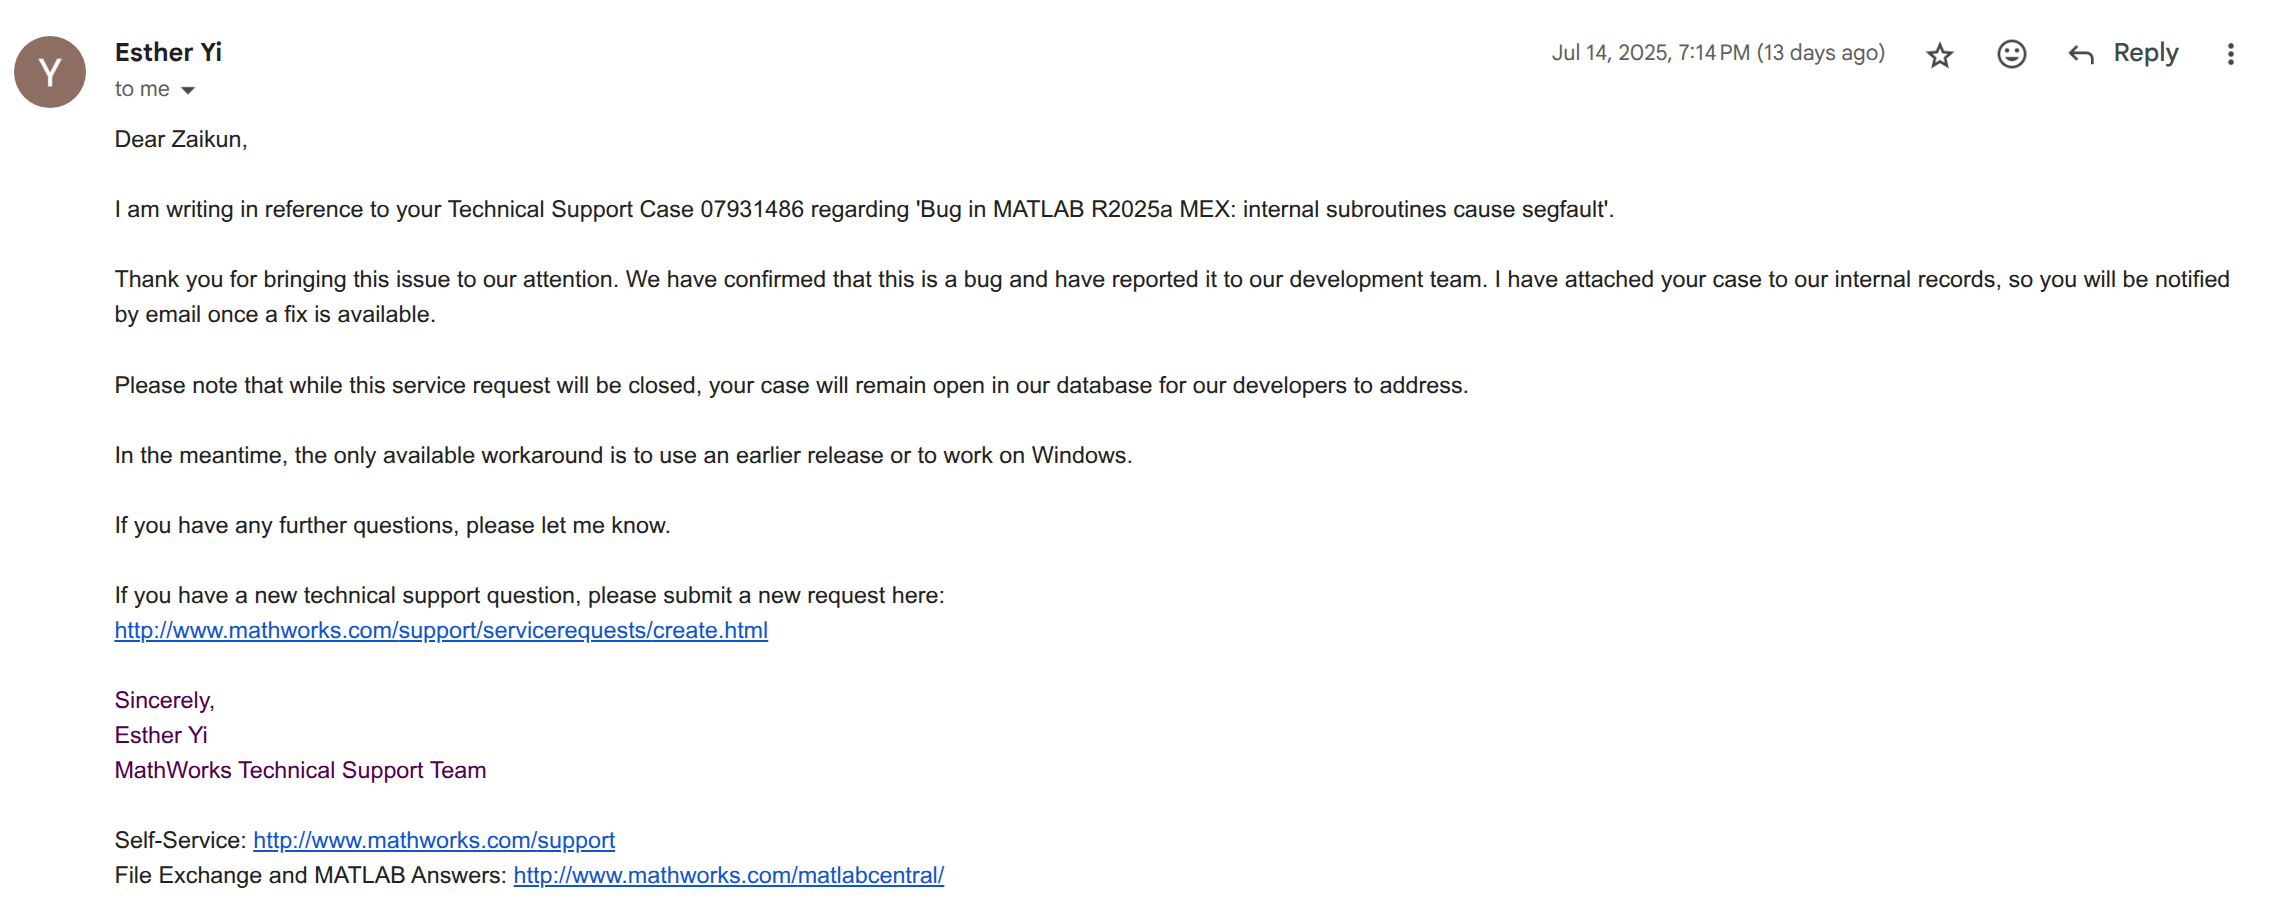 Y
Esther Yi
Jul 14, 2025, 7:14 PM (13 days ago)
Reply
to me
Dear Zaikun,
I am writing in reference to your Technical Support Case 07931486 regarding 'Bug in MATLAB R2025a MEX: internal subroutines cause segfault'.
Thank you for bringing this issue to our attention. We have confirmed that this is a bug and have reported it to our development team. I have attached your case to our internal records, so you will be notified
by email once a fix is available.
Please note that while this service request will be closed, your case will remain open in our database for our developers to address.
In the meantime, the only available workaround is to use an earlier release or to work on Windows.
If you have any further questions, please let me know.
If you have a new technical support question, please submit a new request here:
http://www.mathworks.com/support/servicerequests/create.html
Sincerely,
Esther Yi
MathWorks Technical Support Team
Self-Service: http://www.mathworks.com/support
File Exchange and MATLAB Answers: http://www.mathworks.com/matlabcentral/